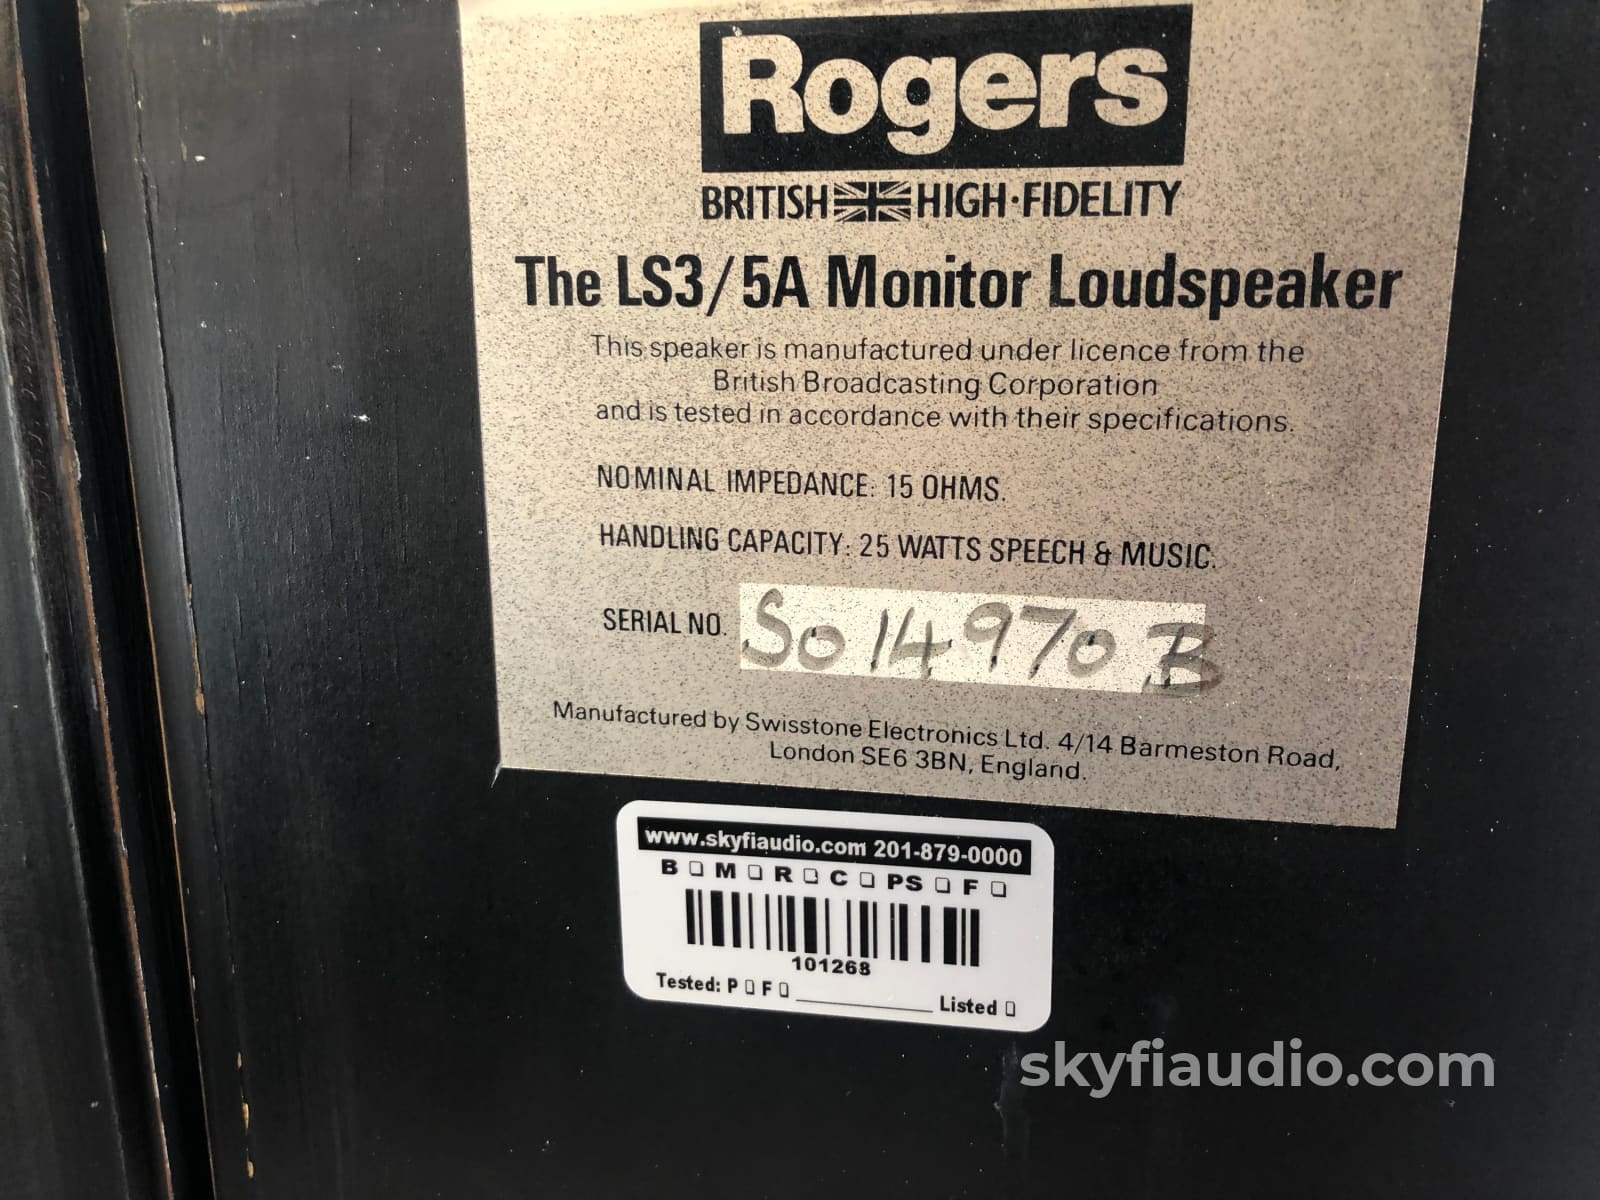 Rogers
BRITISH HIGH·FIDELITY
The LS3/5A Monitor Loudspeaker
This speaker is manufactured under licence from the
British Broadcasting Corporation
and is tested in accordance with their specifications.
NOMINAL IMPEDANCE: 15 OHMS.
HANDLING CAPACITY: 25 WATTS SPEECH & MUSIC.
SERIAL NO. S014970B
Manufactured by Swisstone Electronics Ltd. 4/14 Barmeston Road,
London SE6 3BN, England.
www.skyfiaudio.com 201-879-0000
B ☐ M ☐ R ☐ C ☐ PS ☐ F ☐
101268
Tested: P ☐ F ☐ ____________ Listed ☐
skyfiaudio.com